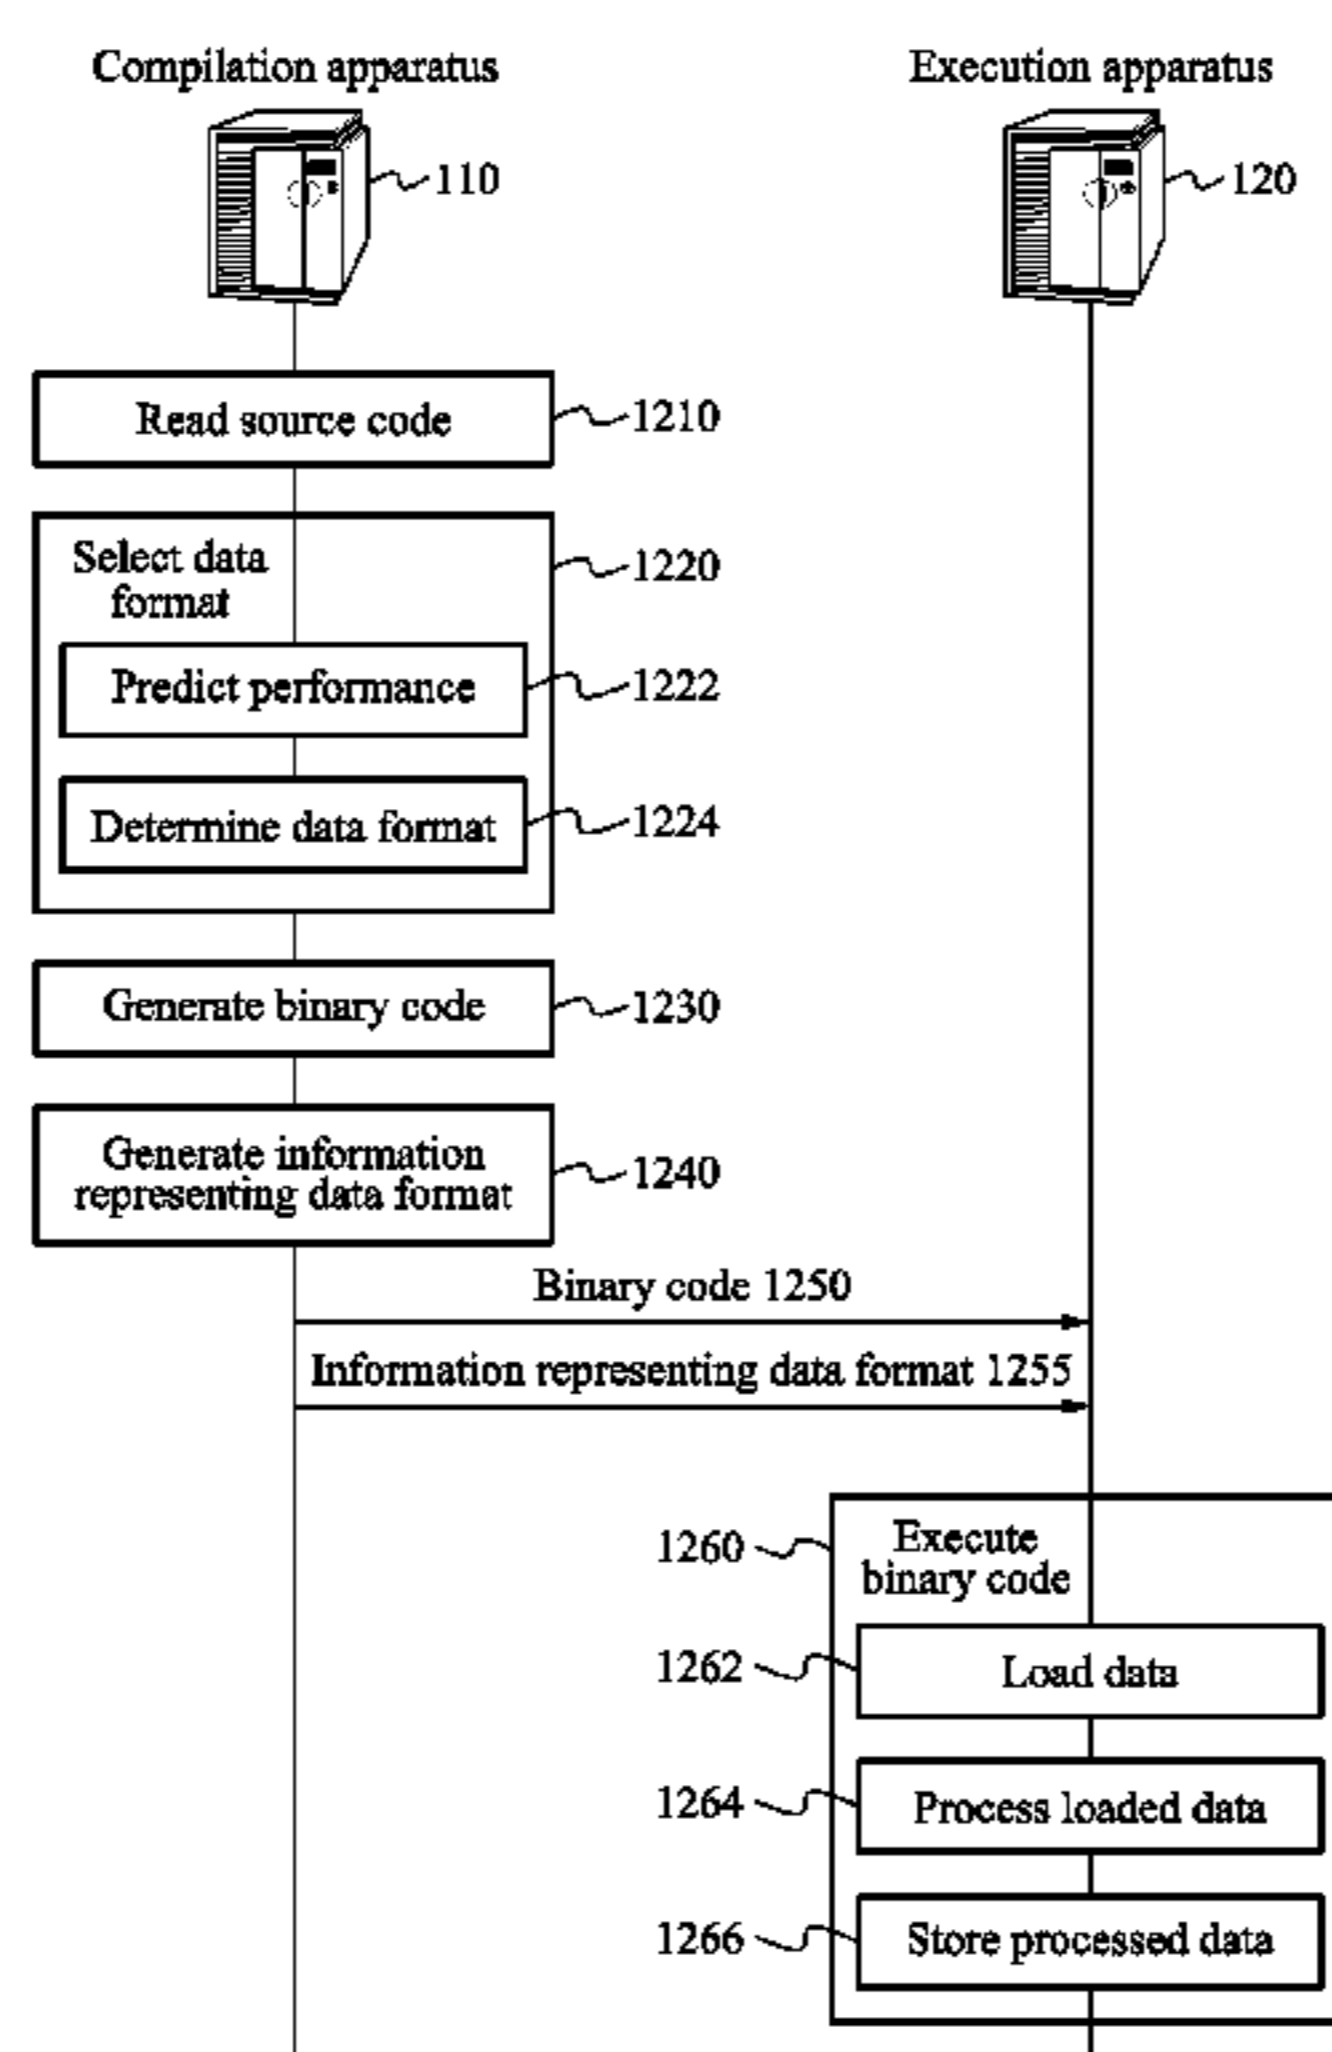 Compilation apparatus
Execution apparatus
110
120
Read source code
1210
Select data
format
1220
Predict performance
1222
Determine data format
1224
Generate binary code
1230
Generate information
representing data format
1240
Binary code 1250
Information representing data format 1255
1260
Execute
binary code
1262
Load data
1264
Process loaded data
1266
Store processed data